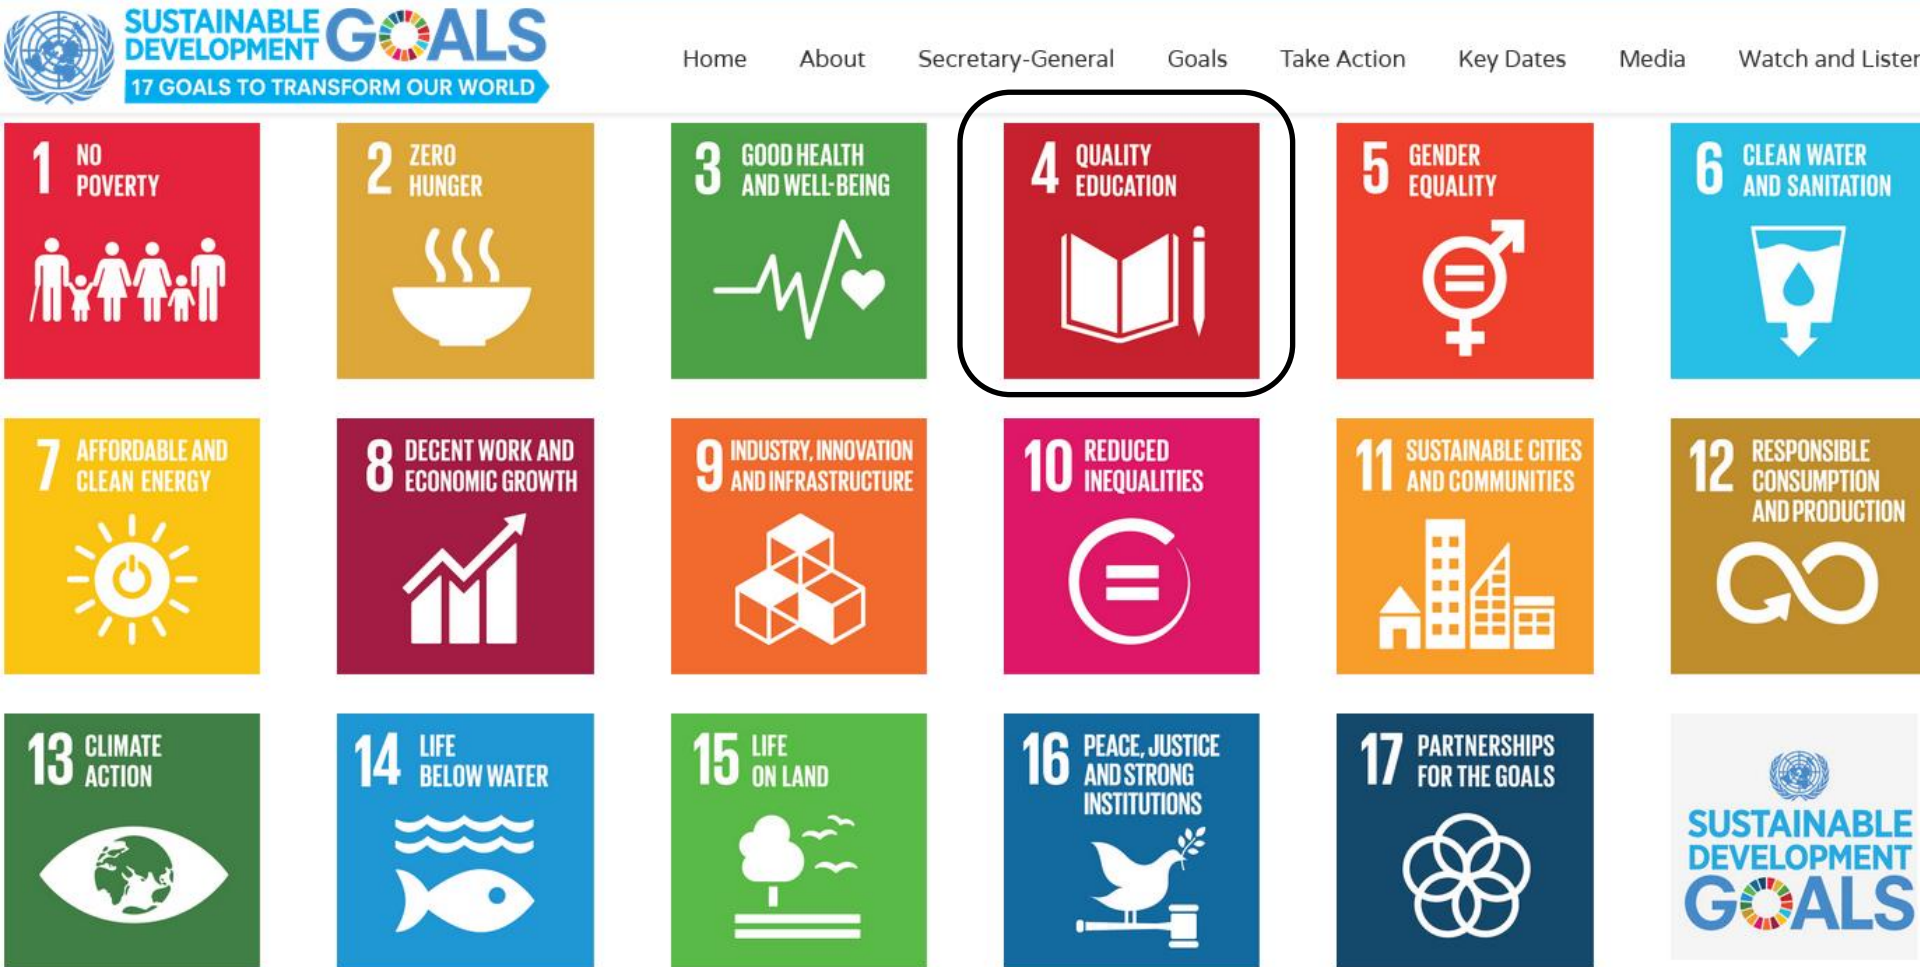 SUSTAINABLE
DEVELOPMENT
GOALS
17 GOALS TO TRANSFORM OUR WORLD
Home About Secretary-General Goals Take Action Key Dates Media Watch and Listen
1 NO
POVERTY
2 ZERO
HUNGER
3 GOOD HEALTH
AND WELL-BEING
4 QUALITY
EDUCATION
5 GENDER
EQUALITY
6 CLEAN WATER
AND SANITATION
7 AFFORDABLE AND
CLEAN ENERGY
8 DECENT WORK AND
ECONOMIC GROWTH
9 INDUSTRY, INNOVATION
AND INFRASTRUCTURE
10 REDUCED
INEQUALITIES
11 SUSTAINABLE CITIES
AND COMMUNITIES
12 RESPONSIBLE
CONSUMPTION
AND PRODUCTION
13 CLIMATE
ACTION
14 LIFE
BELOW WATER
15 LIFE
ON LAND
16 PEACE, JUSTICE
AND STRONG
INSTITUTIONS
17 PARTNERSHIPS
FOR THE GOALS
SUSTAINABLE
DEVELOPMENT
GOALS